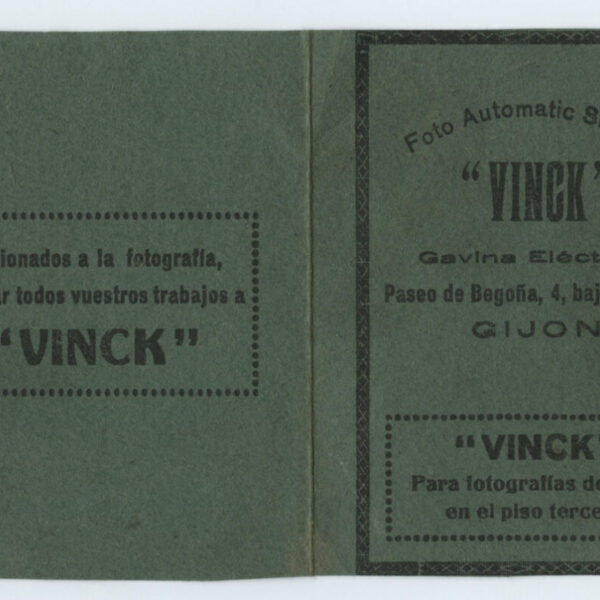 ionados a la fotografía,
ar todos vuestros trabajos a
"VINCK"
Foto Automatic
"VINCK"
Gavina Eléct
Paseo de Begoña, 4, baj
GIJON
"VINCK"
Para fotografías de
en el piso terce